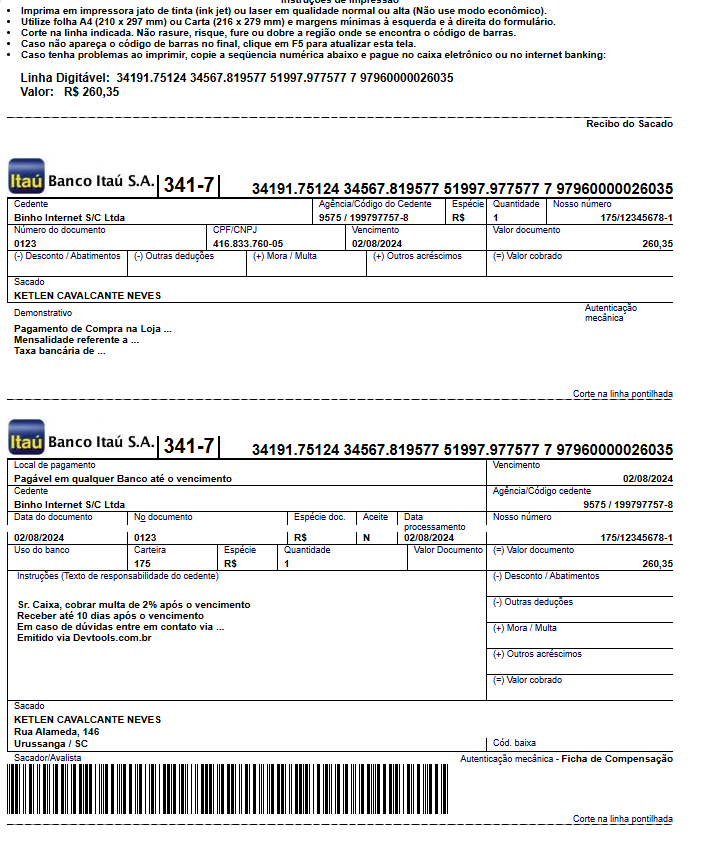 Instruções de Impressão
• Imprima em impressora jato de tinta (ink jet) ou laser em qualidade normal ou alta (Não use modo econômico).
• Utilize folha A4 (210 x 297 mm) ou Carta (216 x 279 mm) e margens mínimas à esquerda e à direita do formulário.
• Corte na linha indicada. Não rasure, risque, fure ou dobre a região onde se encontra o código de barras.
• Caso não apareça o código de barras no final, clique em F5 para atualizar esta tela.
• Caso tenha problemas ao imprimir, copie a seqüencia numérica abaixo e pague no caixa eletrônico ou no internet banking:
Linha Digitável: 34191.75124 34567.819577 51997.977577 7 97960000026035
Valor: R$ 260,35
Recibo do Sacado
Itaú Banco Itaú S.A. 341-7 34191.75124 34567.819577 51997.977577 7 97960000026035
Cedente Agência/Código do Cedente Espécie Quantidade Nosso número
Binho Internet S/C Ltda 9575 / 199797757-8 R$ 1 175/12345678-1
Número do documento CPF/CNPJ Vencimento Valor documento
0123 416.833.760-05 02/08/2024 260,35
(-) Desconto / Abatimentos (-) Outras deduções (+) Mora / Multa (+) Outros acréscimos (=) Valor cobrado
Sacado
KETLEN CAVALCANTE NEVES
Demonstrativo Autenticação mecânica
Pagamento de Compra na Loja ...
Mensalidade referente a ...
Taxa bancária de ...
Corte na linha pontilhada
Itaú Banco Itaú S.A. 341-7 34191.75124 34567.819577 51997.977577 7 97960000026035
Local de pagamento Vencimento
Pagável em qualquer Banco até o vencimento 02/08/2024
Cedente Agência/Código cedente
Binho Internet S/C Ltda 9575 / 199797757-8
Data do documento No documento Espécie doc. Aceite Data processamento Nosso número
02/08/2024 0123 R$ N 02/08/2024 175/12345678-1
Uso do banco Carteira Espécie Quantidade Valor Documento (=) Valor documento
175 R$ 1 260,35
Instruções (Texto de responsabilidade do cedente) (-) Desconto / Abatimentos
(-) Outras deduções
Sr. Caixa, cobrar multa de 2% após o vencimento
Receber até 10 dias após o vencimento
Em caso de dúvidas entre em contato via ...
(+) Mora / Multa
Emitido via Devtools.com.br
(+) Outros acréscimos
(=) Valor cobrado
Sacado
KETLEN CAVALCANTE NEVES
Rua Alameda, 146
Urussanga / SC Cód. baixa
Sacador/Avalista Autenticação mecânica - Ficha de Compensação
Corte na linha pontilhada